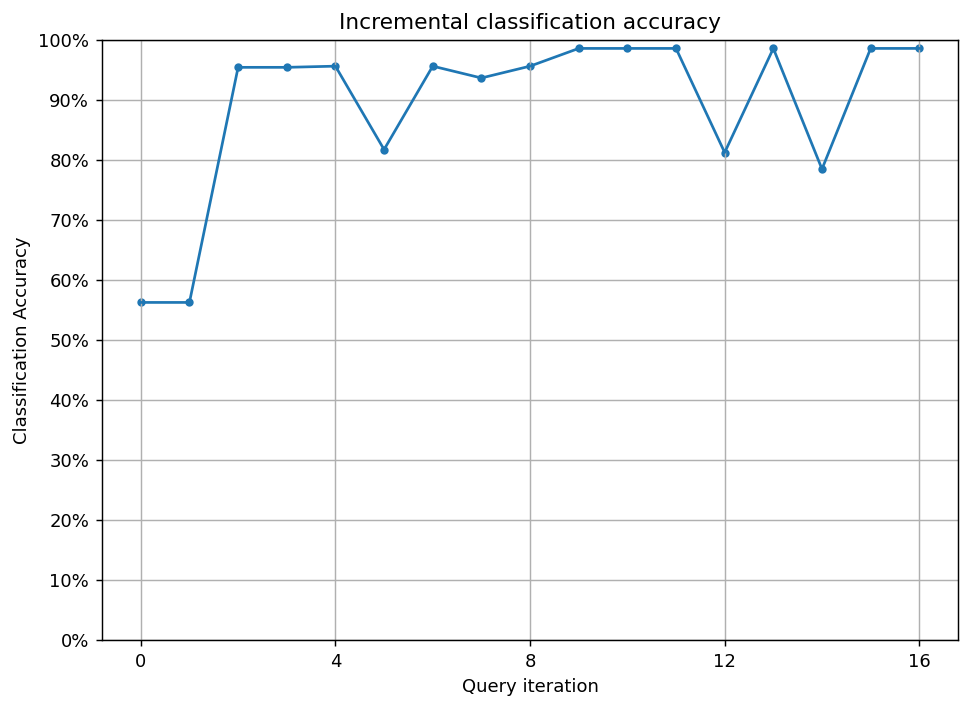 Incremental classification accuracy
100%
90%
80%
70%
60%
50%
40%
30%
20%
10%
0%
Classification Accuracy
0 4 8 12 16
Query iteration